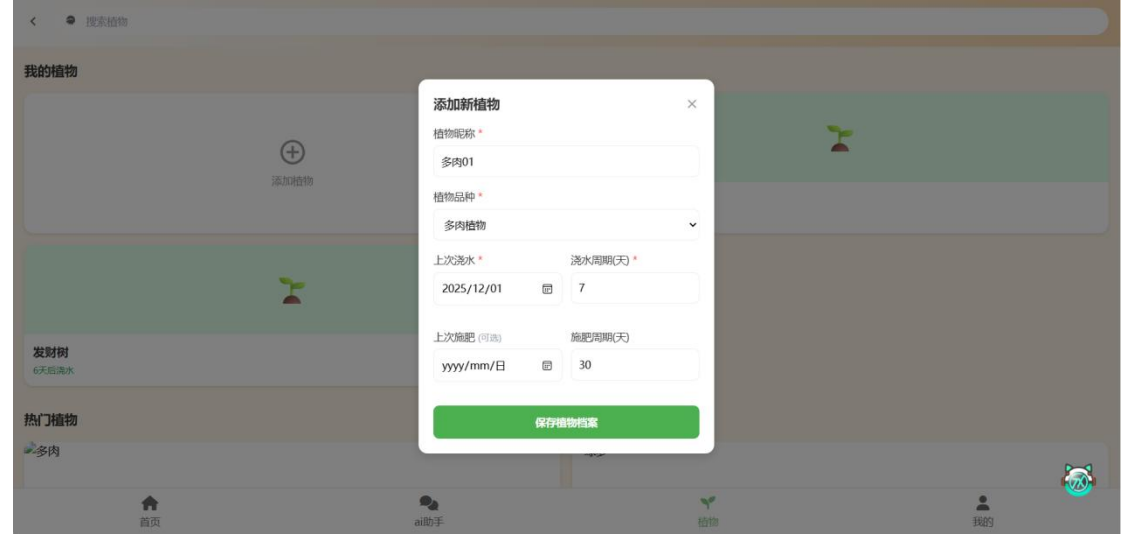 搜索植物
我的植物
添加植物
发财树
6天后浇水
热门植物
多肉
添加新植物
×
植物昵称 *
多肉01
植物品种 *
多肉植物
上次浇水 * 浇水周期(天) *
2025/12/01 7
上次施肥 (可选) 施肥周期(天)
yyyy/mm/日 30
保存植物档案
首页 ai助手 植物 我的